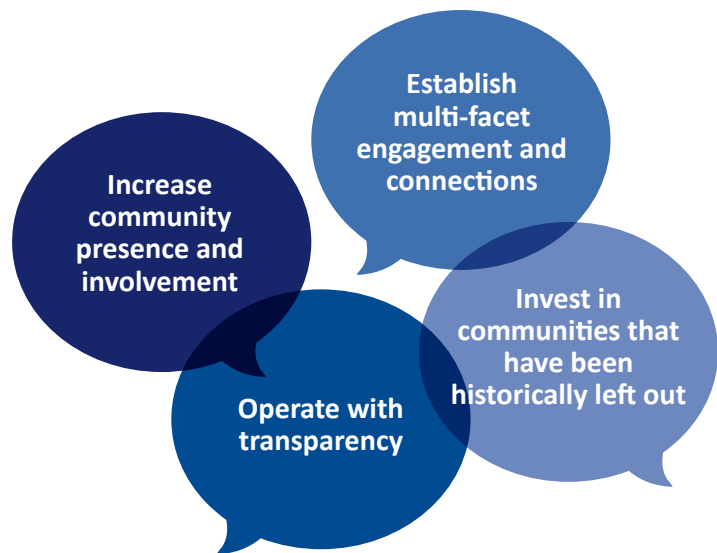 Establish
multi-facet
engagement and
connections
Increase
community
presence and
involvement
Invest in
communities that
have been
historically left out
Operate with
transparency